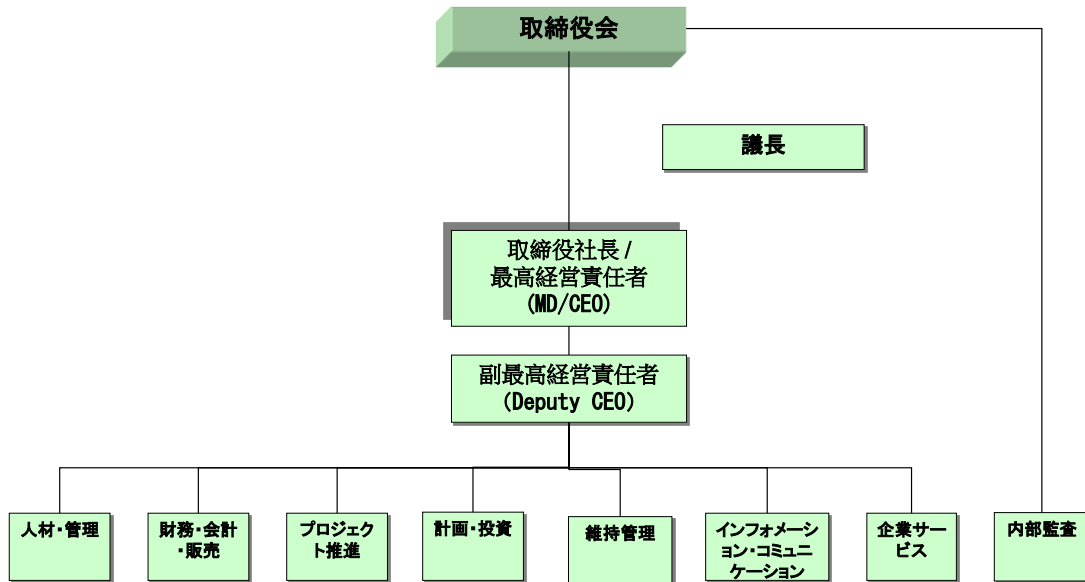 取締役会
議長
取締役社長 /
最高経営責任者
(MD/CEO)
副最高経営責任者
(Deputy CEO)
人材・管理
財務・会計
・販売
プロジェク
ト推進
計画・投資
維持管理
インフォメーシ
ョン・コミュニ
ケーション
企業サー
ビス
内部監査